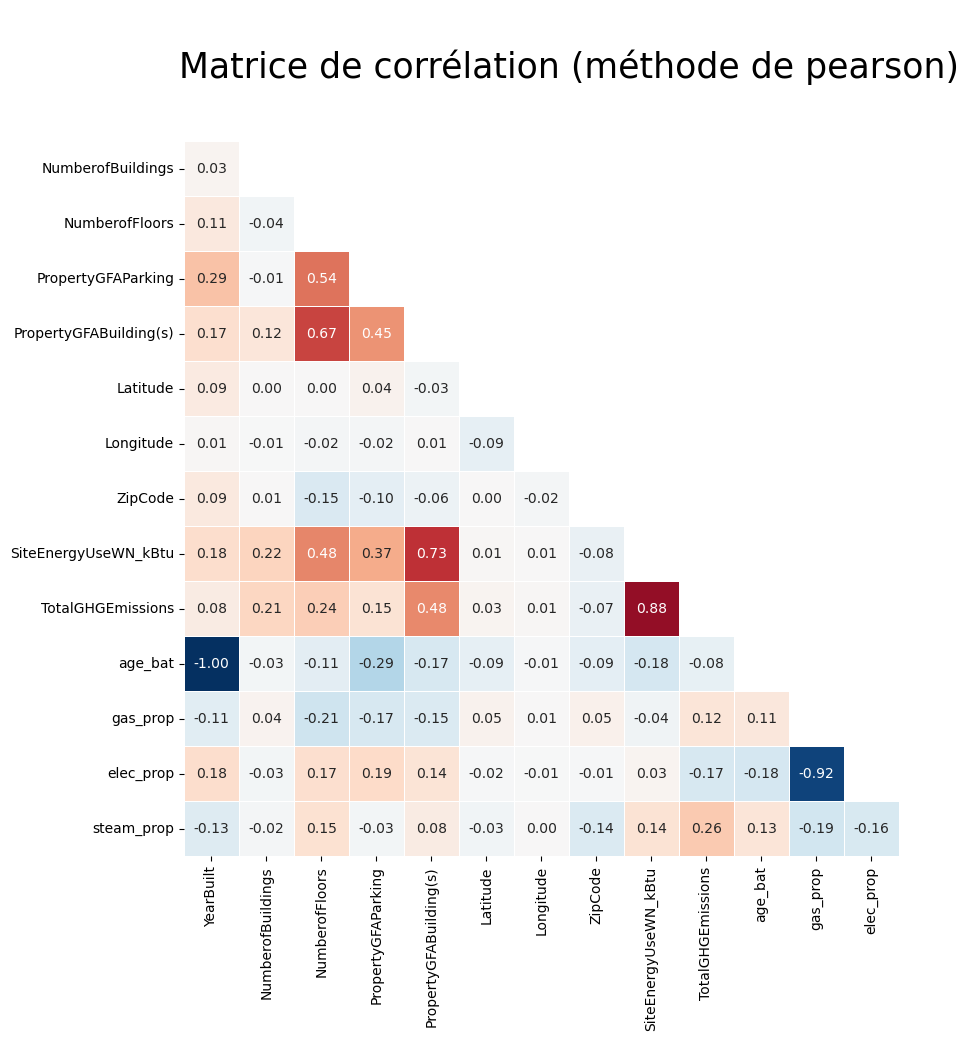 Matrice de corrélation (méthode de pearson)
NumberofBuildings 0.03
NumberofFloors 0.11 -0.04
PropertyGFAParking 0.29 -0.01 0.54
PropertyGFABuilding(s) 0.17 0.12 0.67 0.45
Latitude 0.09 0.00 0.00 0.04 -0.03
Longitude 0.01 -0.01 -0.02 -0.02 0.01 -0.09
ZipCode 0.09 0.01 -0.15 -0.10 -0.06 0.00 -0.02
SiteEnergyUseWN_kBtu 0.18 0.22 0.48 0.37 0.73 0.01 0.01 -0.08
TotalGHGEmissions 0.08 0.21 0.24 0.15 0.48 0.03 0.01 -0.07 0.88
age_bat -1.00 -0.03 -0.11 -0.29 -0.17 -0.09 -0.01 -0.09 -0.18 -0.08
gas_prop -0.11 0.04 -0.21 -0.17 -0.15 0.05 0.01 0.05 -0.04 0.12 0.11
elec_prop 0.18 -0.03 0.17 0.19 0.14 -0.02 -0.01 -0.01 0.03 -0.17 -0.18 -0.92
steam_prop -0.13 -0.02 0.15 -0.03 0.08 -0.03 0.00 -0.14 0.14 0.26 0.13 -0.19 -0.16
YearBuilt
NumberofBuildings
NumberofFloors
PropertyGFAParking
PropertyGFABuilding(s)
Latitude
Longitude
ZipCode
SiteEnergyUseWN_kBtu
TotalGHGEmissions
age_bat
gas_prop
elec_prop